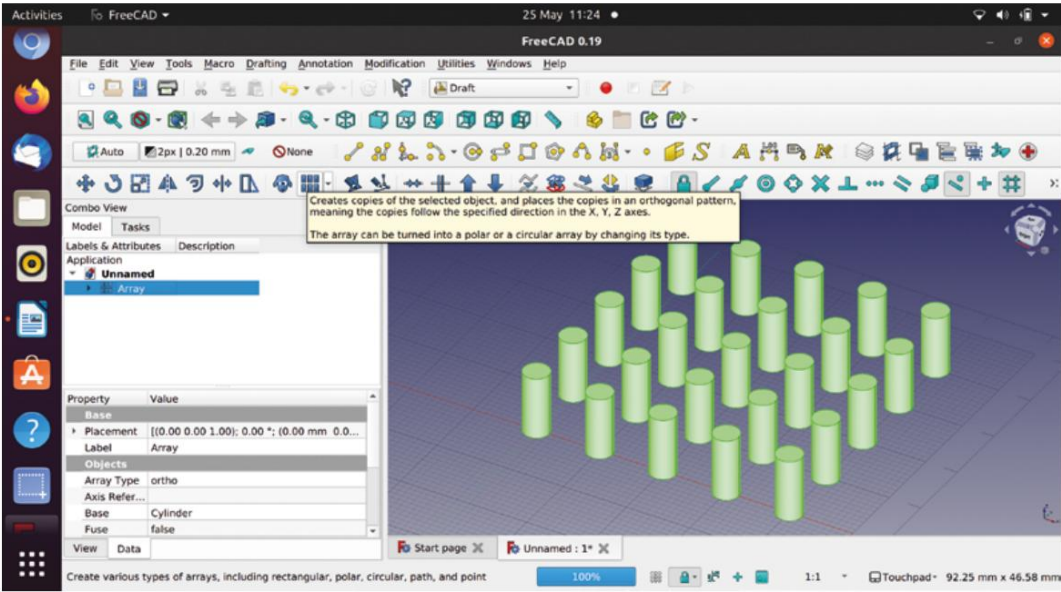 Activities FreeCAD 25 May 11:24
FreeCAD 0.19
File Edit View Tools Macro Drafting Annotation Modification Utilities Windows Help
Draft
Auto 2px | 0.20 mm None
Creates copies of the selected object, and places the copies in an orthogonal pattern,
meaning the copies follow the specified direction in the X, Y, Z axes.
The array can be turned into a polar or a circular array by changing its type.
Combo View
Model Tasks
Labels & Attributes Description
Application
Unnamed
Array
Property Value
Base
Placement [(0.00 0.00 1.00); 0.00 °; (0.00 mm 0.0...
Label Array
Objects
Array Type ortho
Axis Refer...
Base Cylinder
Fuse false
View Data
Start page Unnamed : 1*
Create various types of arrays, including rectangular, polar, circular, path, and point 100% 1:1 Touchpad 92.25 mm x 46.58 mm